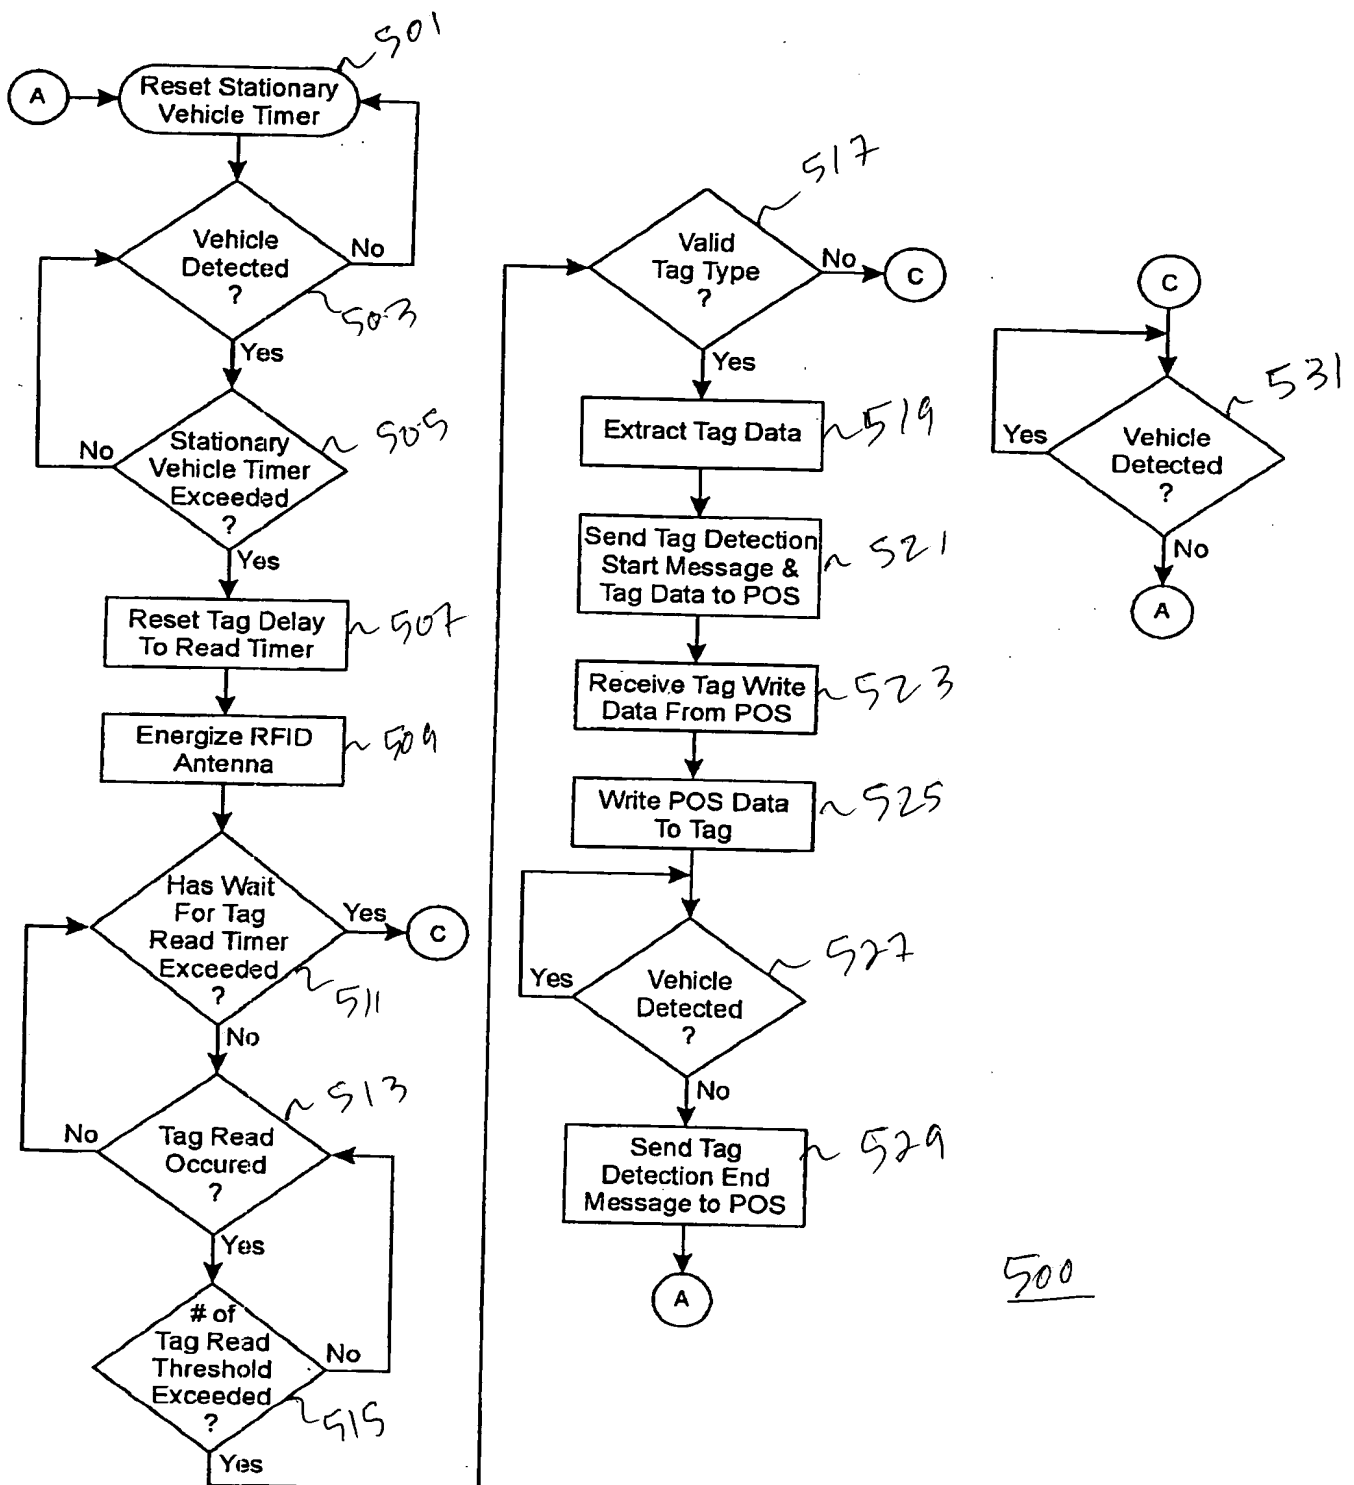 501
A
Reset Stationary
Vehicle Timer
Vehicle
Detected
?
No
503
Yes
Stationary
Vehicle Timer
Exceeded
?
No
505
Yes
Reset Tag Delay
To Read Timer
507
Energize RFID
Antenna
509
Has Wait
For Tag
Read Timer
Exceeded
?
Yes
C
511
No
513
Tag Read
Occured
?
No
Yes
# of
Tag Read
Threshold
Exceeded
?
No
515
Yes
517
Valid
Tag Type
?
No
C
Yes
Extract Tag Data
519
Send Tag Detection
Start Message &
Tag Data to POS
521
Receive Tag Write
Data From POS
523
Write POS Data
To Tag
525
Vehicle
Detected
?
Yes
527
No
Send Tag
Detection End
Message to POS
529
A
C
531
Vehicle
Detected
?
Yes
No
A
500